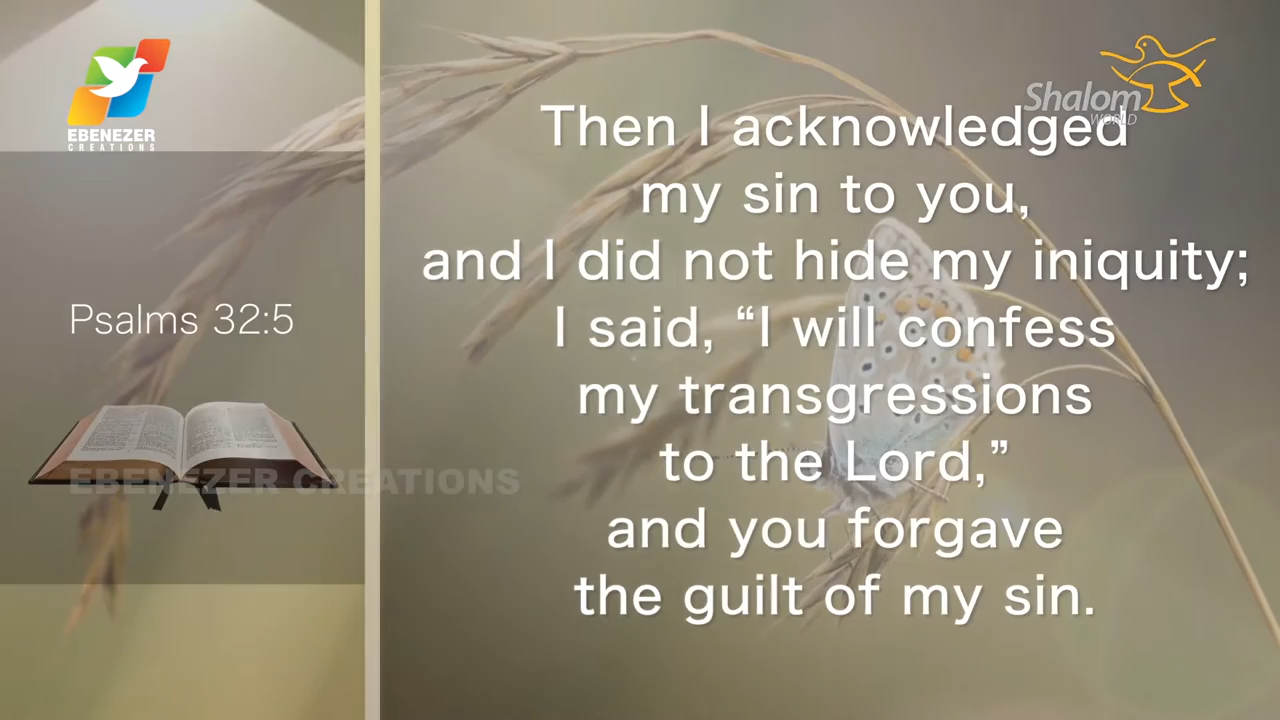 EBENEZER
CREATIONS
Psalms 32:5
EBENEZER CREATIONS
Shalom
WORLD
Then I acknowledged
my sin to you,
and I did not hide my iniquity;
I said, “I will confess
my transgressions
to the Lord,”
and you forgave
the guilt of my sin.